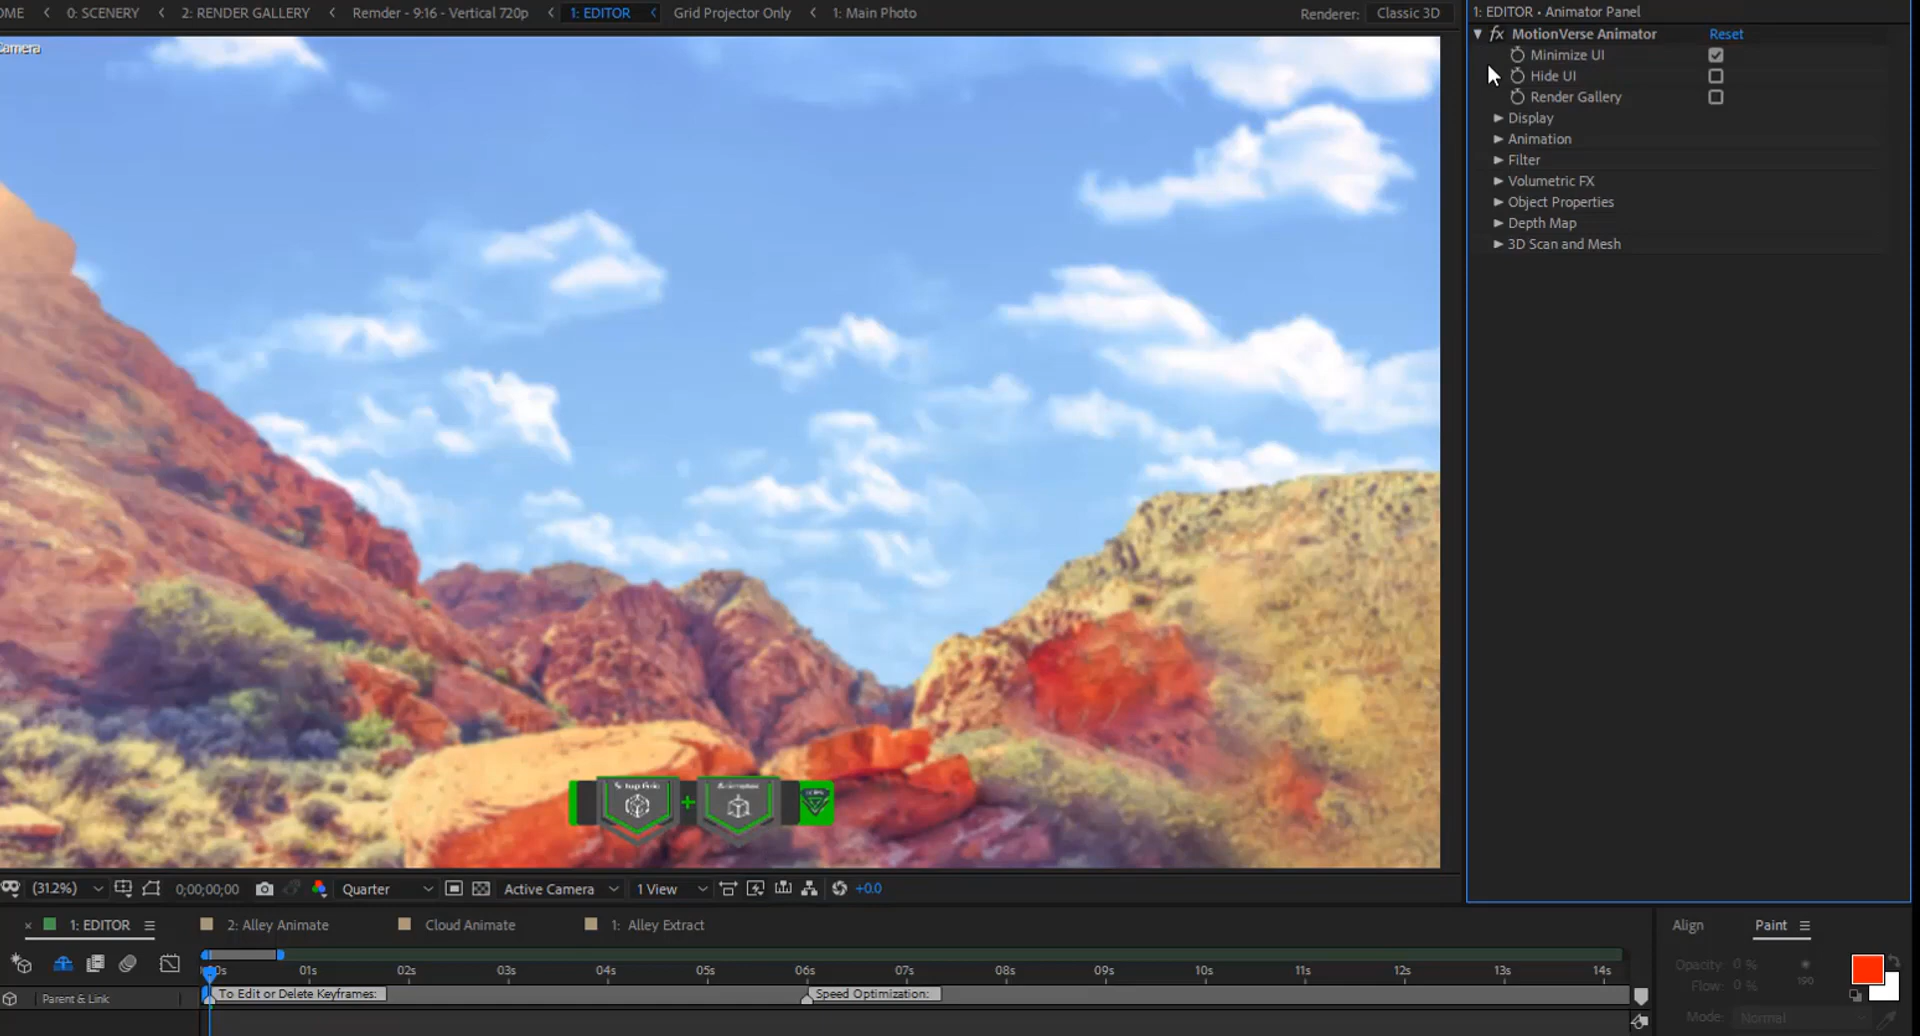 OME
0: SCENERY
2: RENDER GALLERY
Remder - 9:16 - Vertical 720p
1: EDITOR
Grid Projector Only
1: Main Photo
Renderer:
Classic 3D
Camera
1: EDITOR • Animator Panel
fx MotionVerse Animator
Reset
Minimize UI
Hide UI
Render Gallery
Display
Animation
Filter
Volumetric FX
Object Properties
Depth Map
3D Scan and Mesh
(31.2%)
0;00;00;00
Quarter
Active Camera
1 View
+0.0
1: EDITOR
2: Alley Animate
Cloud Animate
1: Alley Extract
Align
Paint
01s
02s
03s
04s
05s
06s
07s
08s
09s
10s
11s
12s
13s
14s
Opacity: 0 %
Flow: 0 %
190
Parent & Link
To Edit or Delete Keyframes:
Speed Optimization:
Mode:
Normal